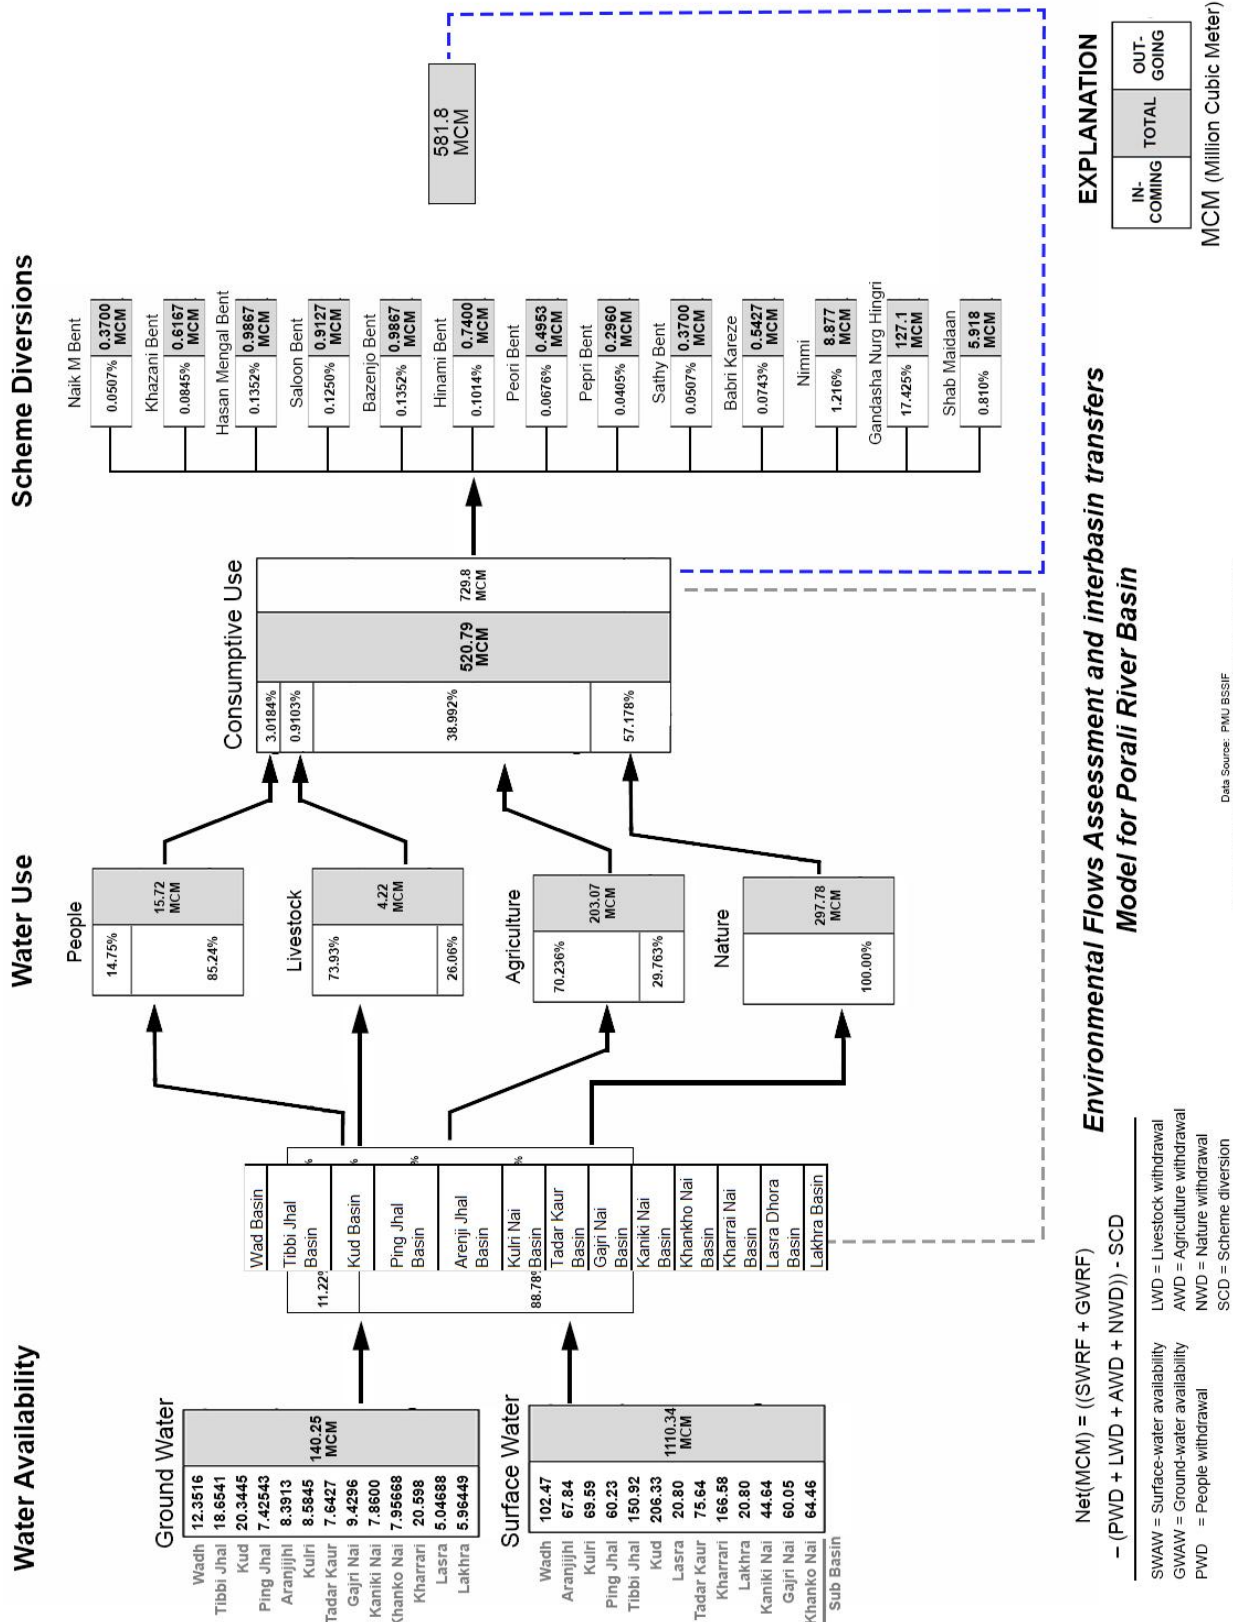 Water Availability
Water Use
Scheme Diversions
Ground Water
Wadh 12.3516
Tibbi Jhal 18.6541
Kud 20.3445
Ping Jhal 7.42543
Aranjijhl 8.3913
Kulri 8.5845
Tadar Kaur 7.6427
Gajri Nai 9.4296
Kaniki Nai 7.8600
Khanko Nai 7.95668
Kharrari 20.598
Lasra 5.04688
Lakhra 5.96449
140.25
MCM
Surface Water
Wadh 102.47
Aranjijhl 67.84
Kulri 69.59
Ping Jhal 60.23
Tibbi Jhal 150.92
Kud 206.33
Lasra 20.80
Tadar Kaur 75.64
Kharrari 166.58
Lakhra 20.80
Kaniki Nai 44.64
Gajri Nai 60.05
Khanko Nai 64.46
Sub Basin
1110.34
MCM
11.22%
88.78%
Wad Basin
Tibbi Jhal
Basin
Kud Basin
Ping Jhal
Basin
Arenji Jhal
Basin
Kulri Nai
Basin
Tadar Kaur
Basin
Gajri Nai
Basin
Kaniki Nai
Basin
Khankho Nai
Basin
Kharrai Nai
Basin
Lasra Dhora
Basin
Lakhra Basin
%
%
%
%
People
14.75%
85.24%
15.72
MCM
Livestock
73.93%
26.06%
4.22
MCM
Agriculture
70.236%
29.763%
203.07
MCM
Nature
100.00%
297.78
MCM
Consumptive Use
3.0184%
0.9103%
38.992%
57.178%
520.79
MCM
729.8
MCM
Naik M Bent
0.0507%
0.3700
MCM
Khazani Bent
0.0845%
0.6167
MCM
Hasan Mengal Bent
0.1352%
0.9867
MCM
Saloon Bent
0.1250%
0.9127
MCM
Bazenjo Bent
0.1352%
0.9867
MCM
Hinami Bent
0.1014%
0.7400
MCM
Peori Bent
0.0676%
0.4953
MCM
Pepri Bent
0.0405%
0.2960
MCM
Sathy Bent
0.0507%
0.3700
MCM
Babri Kareze
0.0743%
0.5427
MCM
Nimmi
1.216%
8.877
MCM
Gandasha Nurg Hingri
17.425%
127.1
MCM
Shab Maidaan
0.810%
5.918
MCM
581.8
MCM
Net(MCM) = ((SWRF + GWRF)
– (PWD + LWD + AWD + NWD)) - SCD
SWAW = Surface-water availability
GWAW = Ground-water availability
PWD = People withdrawal
LWD = Livestock withdrawal
AWD = Agriculture withdrawal
NWD = Nature withdrawal
SCD = Scheme diversion
Environmental Flows Assessment and interbasin transfers
Model for Porali River Basin
Data Source: PMU BSSIF
EXPLANATION
IN-
COMING
TOTAL
OUT-
GOING
MCM (Million Cubic Meter)